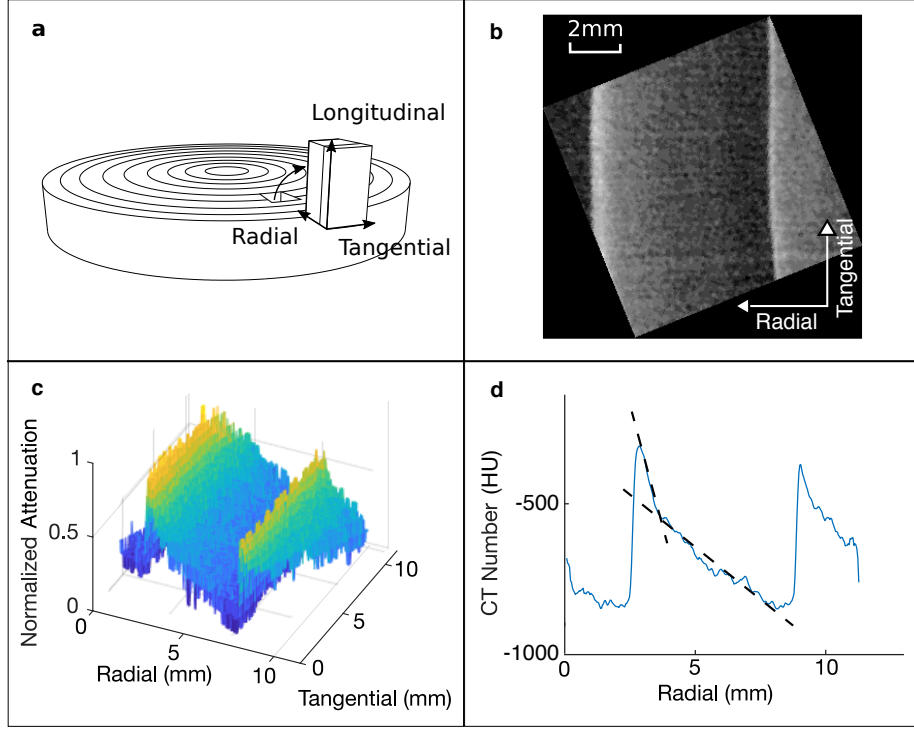 a
Longitudinal
Radial
Tangential
b
2mm
Tangential
Radial
c
Normalized Attenuation
1
0.5
0
0
5
10
Radial (mm)
0
5
10
Tangential (mm)
d
CT Number (HU)
-500
-1000
0
5
10
Radial (mm)